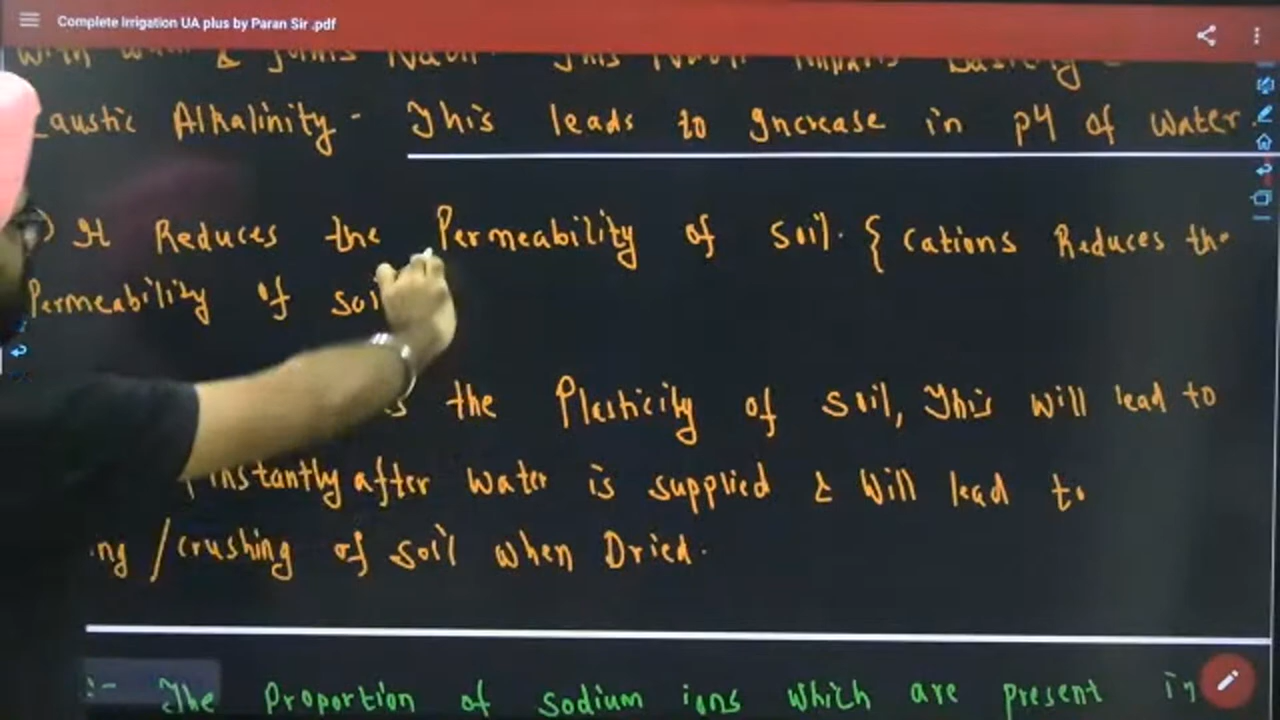 Complete Irrigation UA plus by Paran Sir .pdf
& This
Caustic Alkalinity - This leads to Increase in pH of water.
) It Reduces the Permeability of soil. { Cations Reduces the
Permeability of soil
the Plasticity of soil, This will lead to
instantly after water is supplied & will lead to
ing / crushing of soil when Dried.
:- The Proportion of sodium ions which are present in